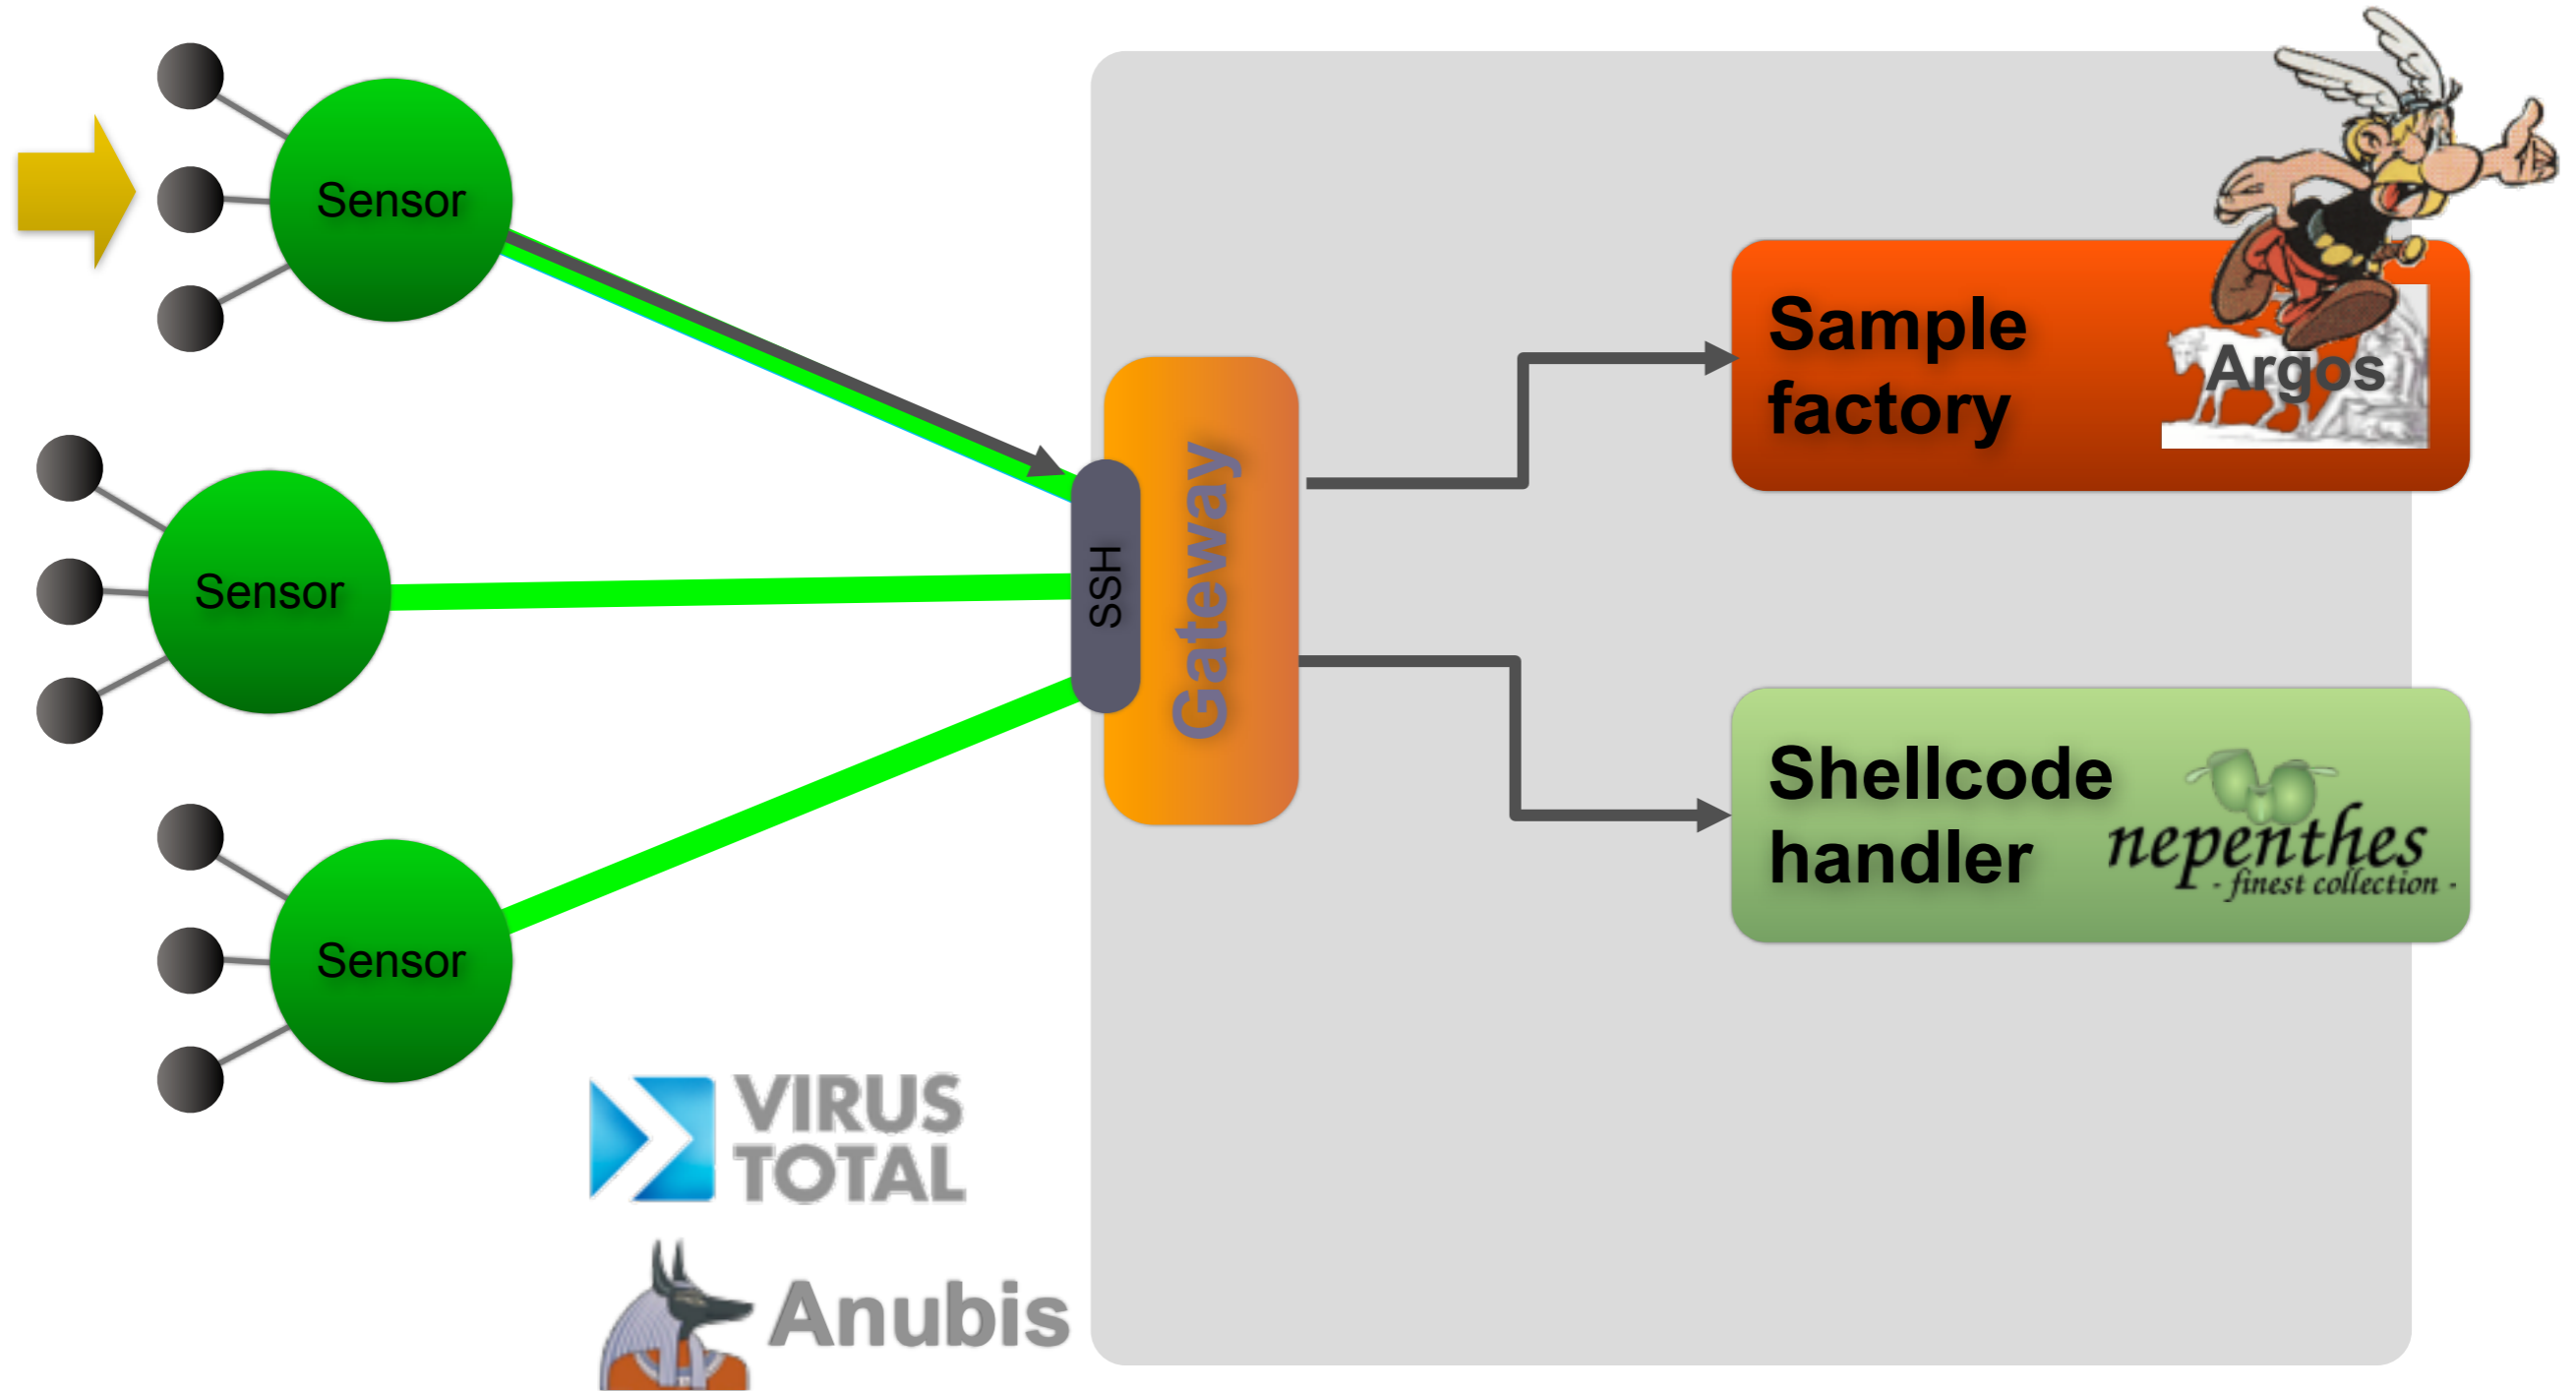 Sensor
Sensor
Sensor
SSH
Gateway
Sample
factory
Argos
Shellcode
handler
nepenthes
- finest collection -
VIRUS
TOTAL
Anubis